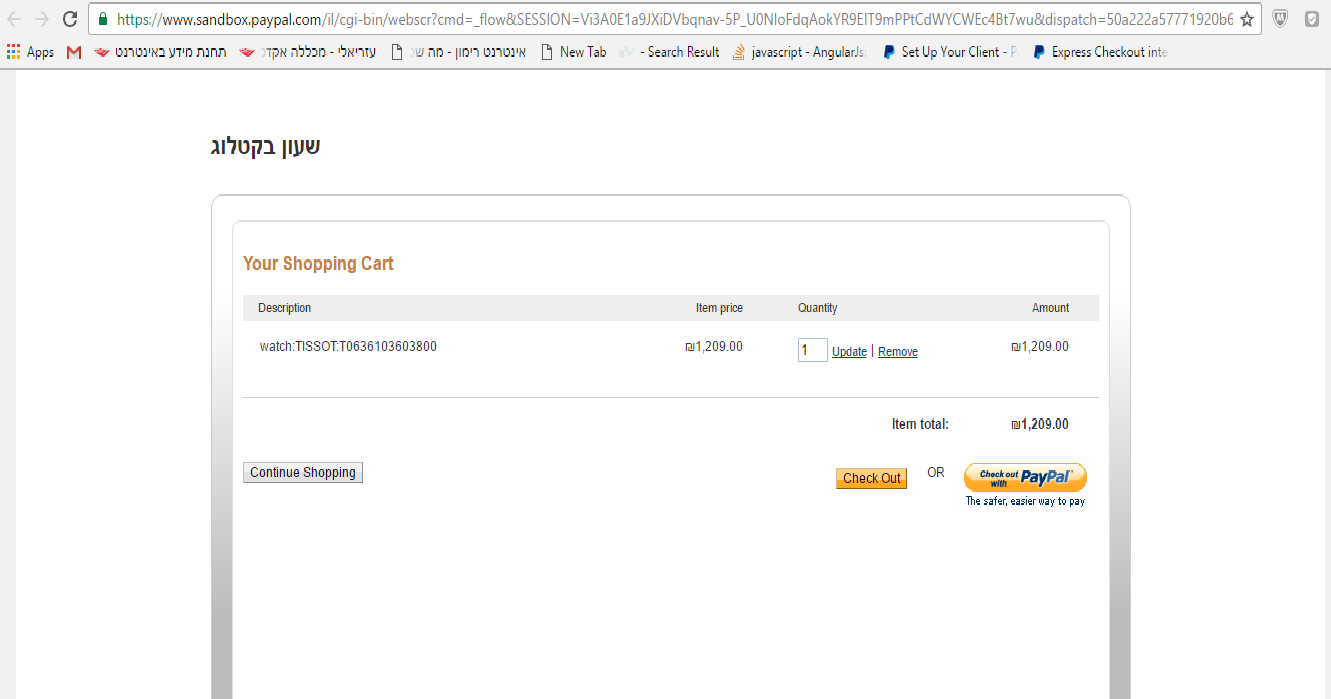 https://www.sandbox.paypal.com/il/cgi-bin/webscr?cmd=_flow&SESSION=Vi3A0E1a9JXiDVbqnav-5P_U0NIoFdqAokYR9EIT9mPPtCdWYCWEc4Bt7wu&dispatch=50a222a57771920b6
Apps תחנת מידע באינטרנט עזריאלי - מכללה אקדמ אינטרנט רימון - מה שנ New Tab - Search Result javascript - AngularJs: Set Up Your Client - P Express Checkout inte
שעון בקטלוג
Your Shopping Cart
Description Item price Quantity Amount
watch:TISSOT:T0636103603800 ₪1,209.00 1 Update | Remove ₪1,209.00
Item total: ₪1,209.00
Continue Shopping Check Out OR Check out with PayPal
The safer, easier way to pay